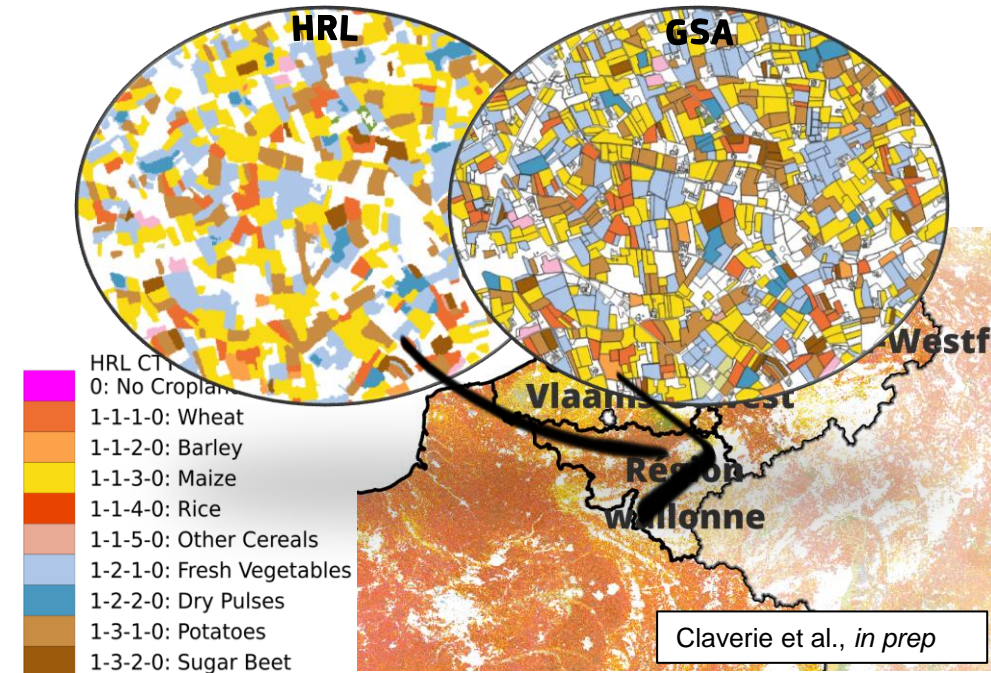 HRL
GSA
HRL CT
0: No Cropla
1-1-1-0: Wheat
1-1-2-0: Barley
1-1-3-0: Maize
1-1-4-0: Rice
1-1-5-0: Other Cereals
1-2-1-0: Fresh Vegetables
1-2-2-0: Dry Pulses
1-3-1-0: Potatoes
1-3-2-0: Sugar Beet
-Westf
Vlaams Gewest
Région
wallonne
Claverie et al., in prep